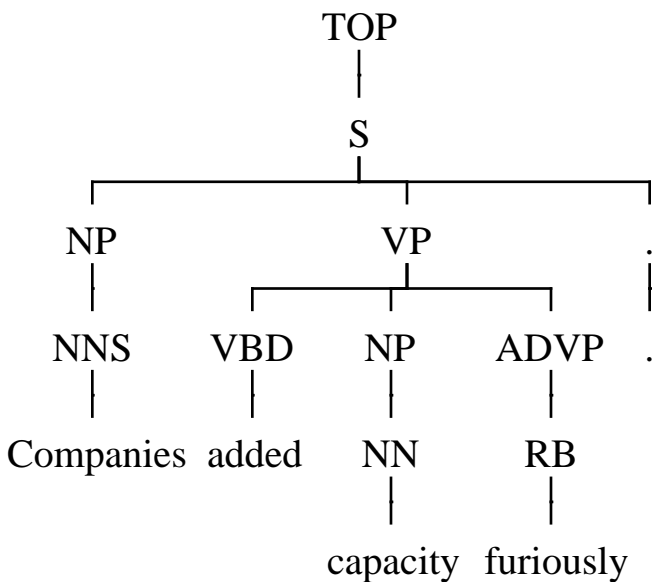 TOP
S
NP VP .
NNS VBD NP ADVP .
Companies added NN RB
capacity furiously